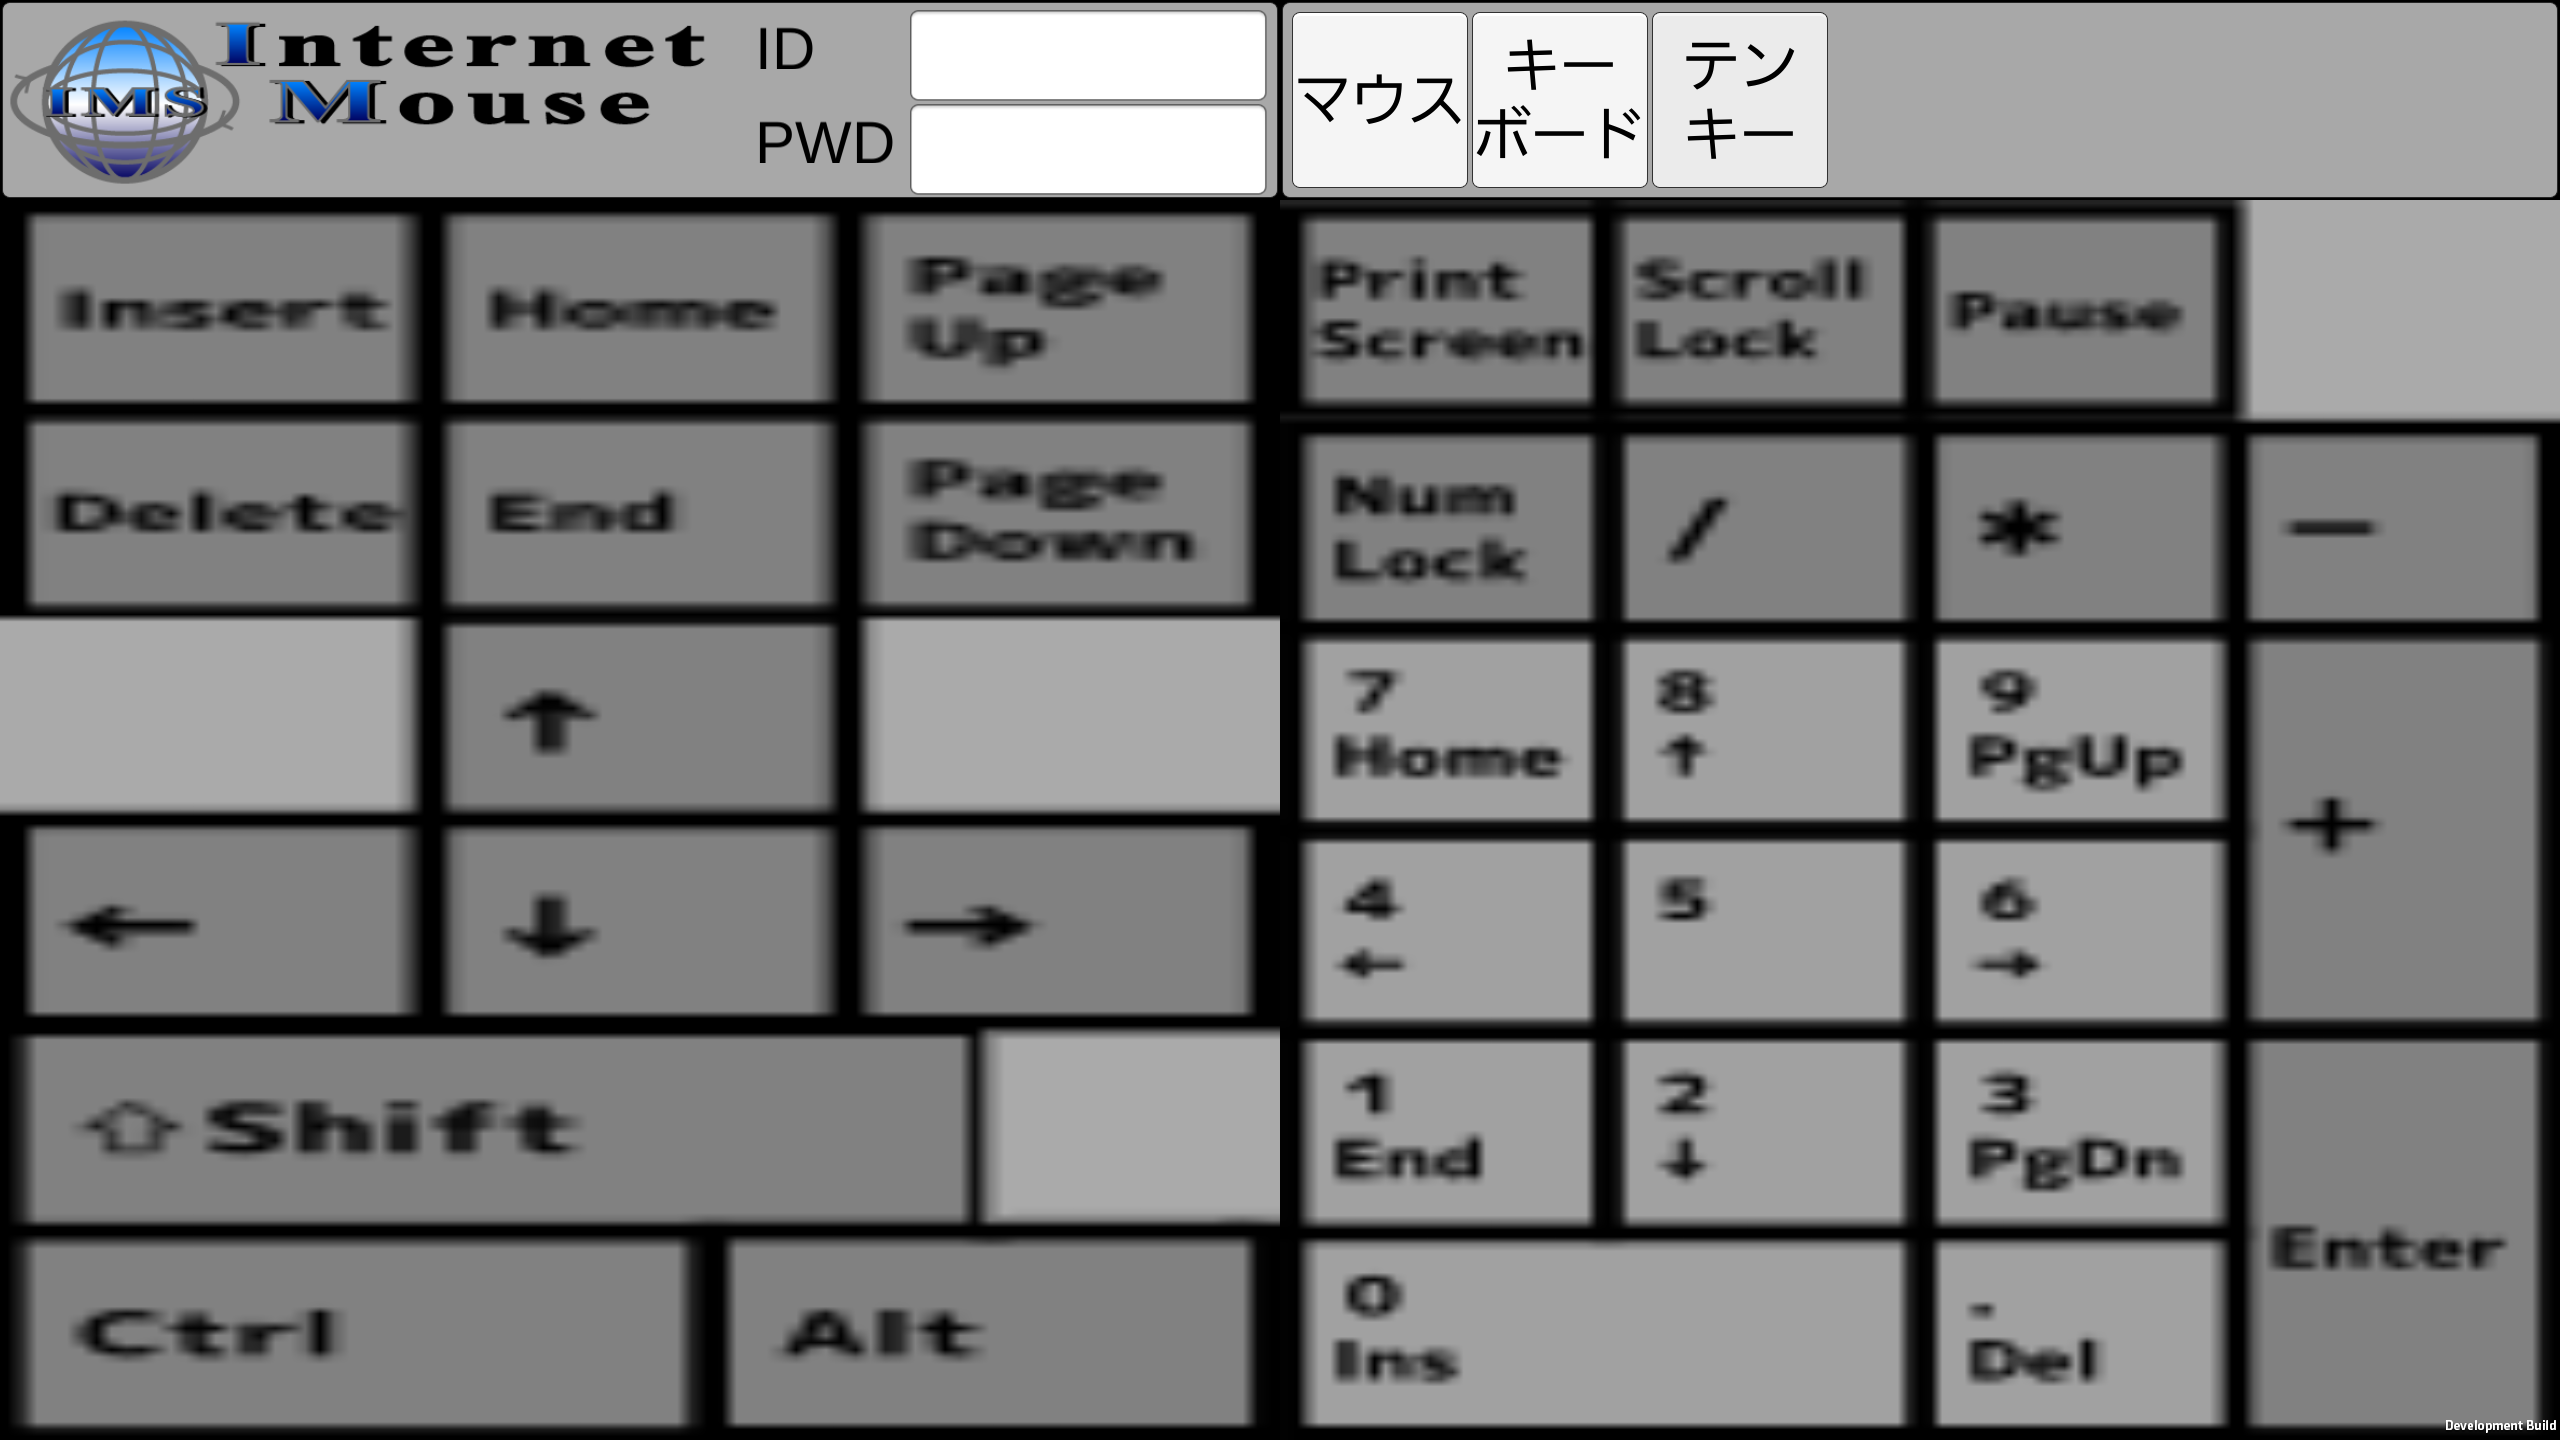 Internet
Mouse
IMS
ID
PWD
マウス
キー
ボード
テン
キー
Insert
Home
Page
Up
Print
Screen
Scroll
Lock
Pause
Delete
End
Page
Down
Num
Lock
/
*
-
↑
7
Home
8
↑
9
PgUp
+
←
↓
→
4
←
5
6
→
⇧ Shift
1
End
2
↓
3
PgDn
Enter
Ctrl
Alt
0
Ins
.
Del
Development Build